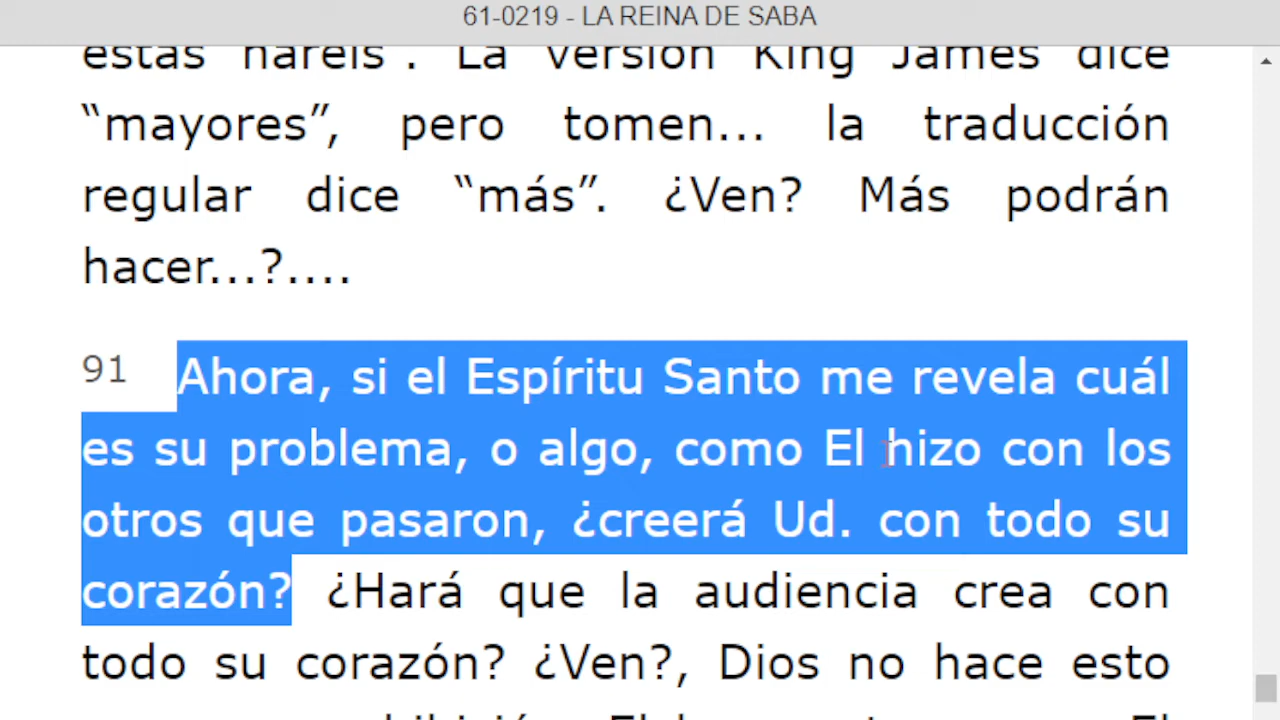 61-0219 - LA REINA DE SABA
estas haréis”. La versión King James dice
“mayores”, pero tomen... la traducción
regular dice “más”. ¿Ven? Más podrán
hacer...?....
91 Ahora, si el Espíritu Santo me revela cuál
es su problema, o algo, como El hizo con los
otros que pasaron, ¿creerá Ud. con todo su
corazón? ¿Hará que la audiencia crea con
todo su corazón? ¿Ven?, Dios no hace esto